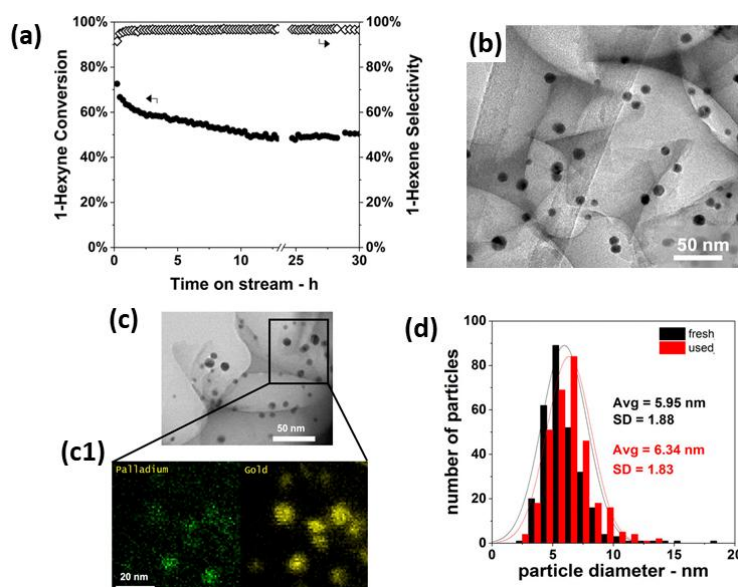 (a)
100%
80%
60%
40%
20%
0%
1-Hexyne Conversion
100%
80%
60%
40%
20%
0%
1-Hexene Selectivity
0
5
10
25
30
Time on stream - h
(b)
50 nm
(c)
50 nm
(c1)
Palladium
Gold
20 nm
(d)
100
80
60
40
20
0
number of particles
fresh
used
Avg = 5.95 nm
SD = 1.88
Avg = 6.34 nm
SD = 1.83
0
5
10
15
20
particle diameter - nm